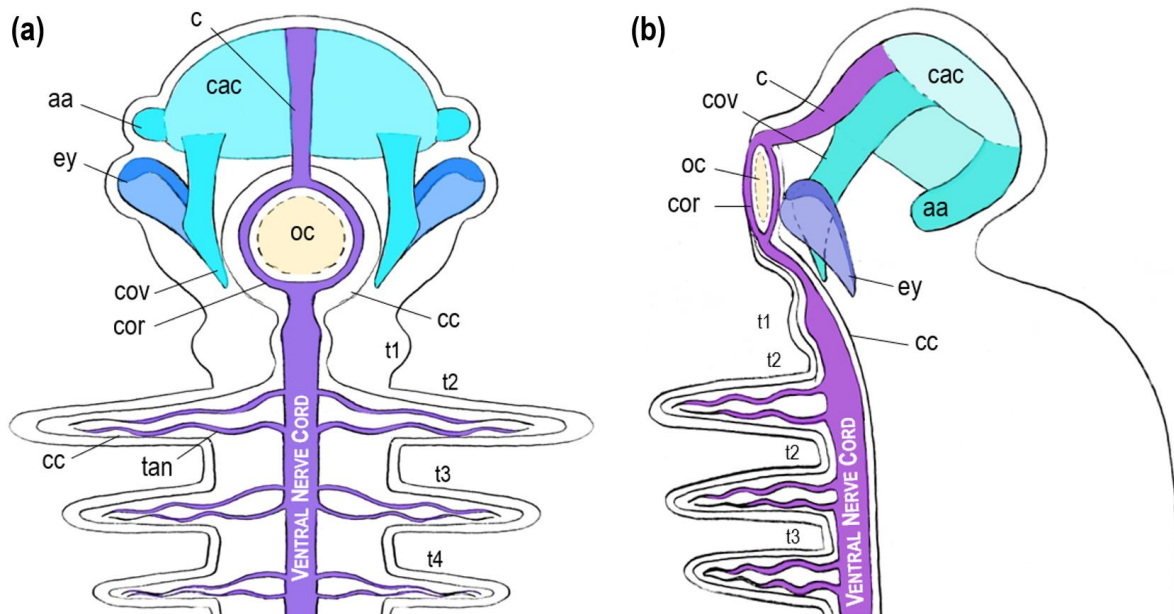 (a)
c
cac
aa
ey
oc
cov
cor
cc
t1
t2
cc
tan
t3
t4
VENTRAL NERVE CORD
(b)
c
cac
cov
oc
cor
aa
ey
t1
cc
t2
t2
t3
VENTRAL NERVE CORD